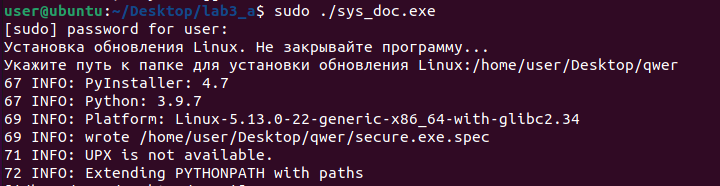 user@ubuntu:~/Desktop/lab3_a$ sudo ./sys_doc.exe
[sudo] password for user:
Установка обновления Linux. Не закрывайте программу...
Укажите путь к папке для установки обновления Linux:/home/user/Desktop/qwer
67 INFO: PyInstaller: 4.7
67 INFO: Python: 3.9.7
69 INFO: Platform: Linux-5.13.0-22-generic-x86_64-with-glibc2.34
69 INFO: wrote /home/user/Desktop/qwer/secure.exe.spec
71 INFO: UPX is not available.
72 INFO: Extending PYTHONPATH with paths